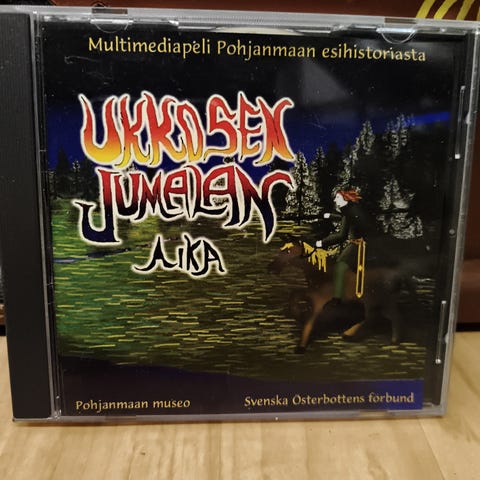 Multimediapeli Pohjanmaan esihistoriasta
UKKOSEN
JUMALAN
AIKA
Pohjanmaan museo
Svenska Österbottens förbund